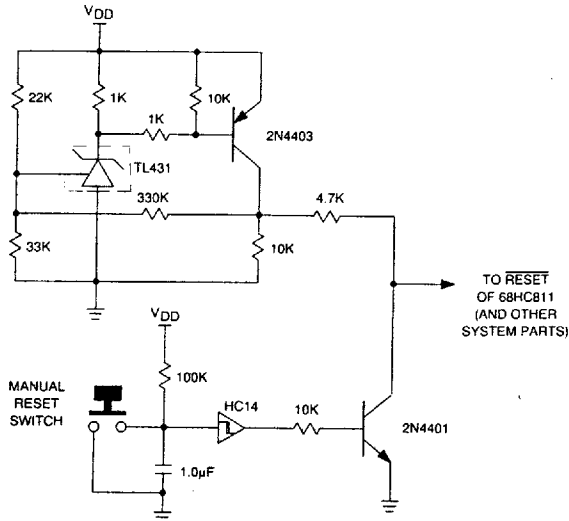 VDD
22K
1K
10K
1K
2N4403
TL431
330K
4.7K
33K
10K
TO RESET
OF 68HC811
(AND OTHER
SYSTEM PARTS)
VDD
100K
MANUAL
RESET
SWITCH
HC14
10K
2N4401
1.0µF